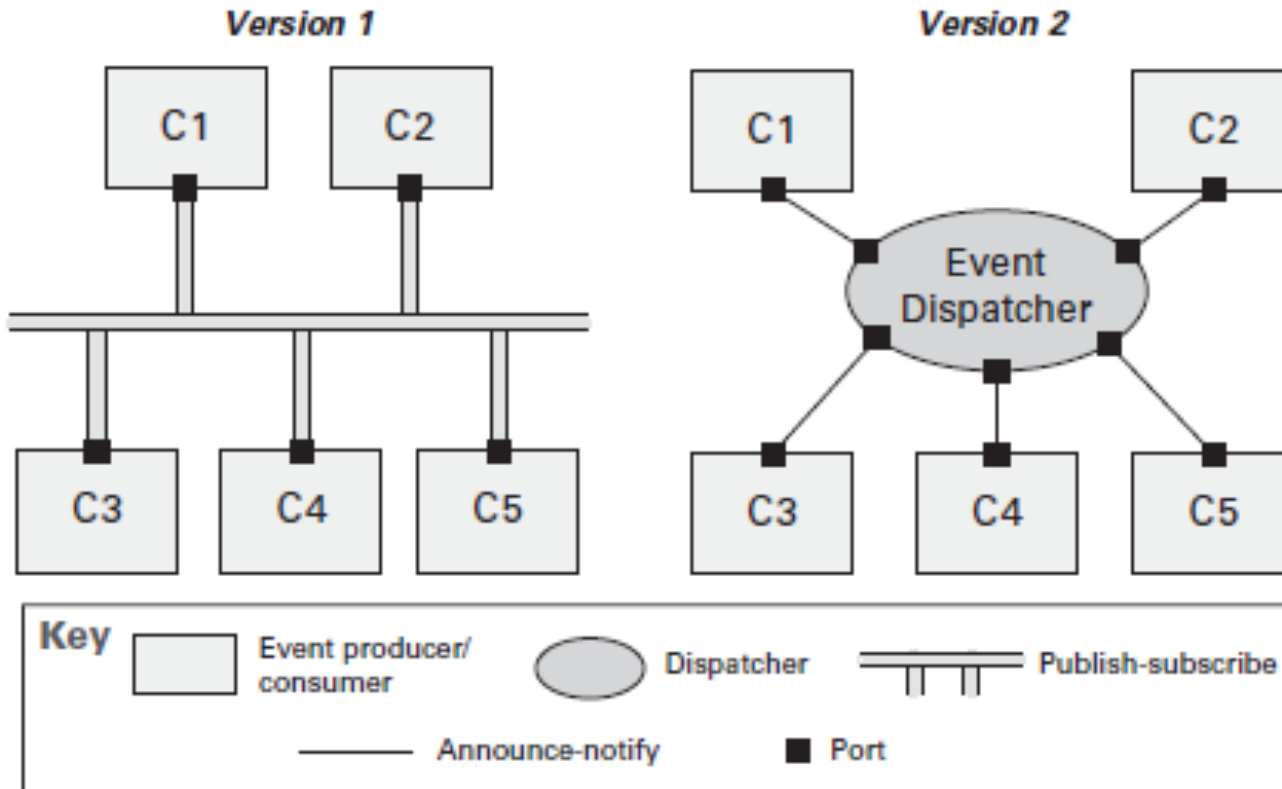 Version 1
Version 2
C1
C2
C1
C2
Event
Dispatcher
C3
C4
C5
C3
C4
C5
Key
Event producer/
consumer
Dispatcher
Publish-subscribe
Announce-notify
Port